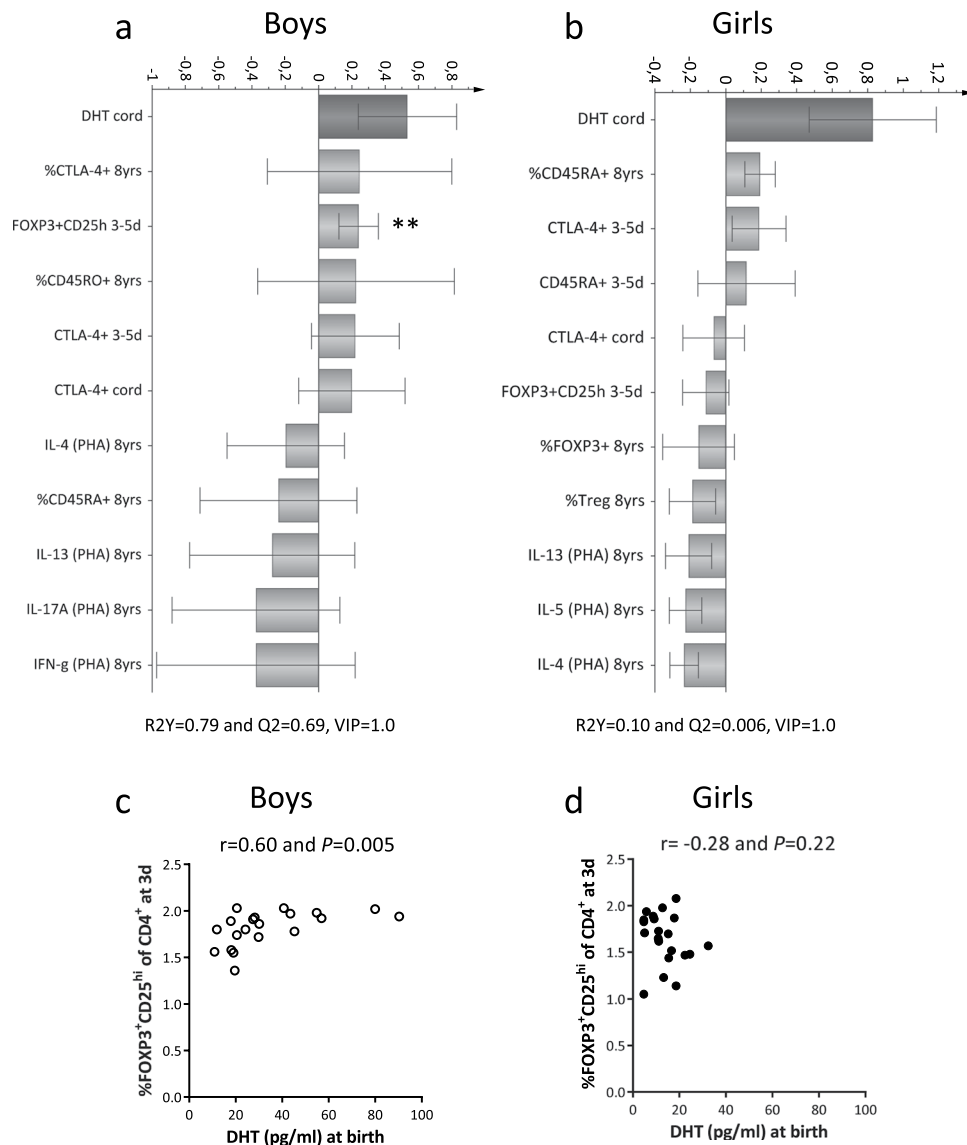 a
Boys
-1
-0,8
-0,6
-0,4
-0,2
0
0,2
0,4
0,6
0,8
DHT cord
%CTLA-4+ 8yrs
FOXP3+CD25h 3-5d
**
%CD45RO+ 8yrs
CTLA-4+ 3-5d
CTLA-4+ cord
IL-4 (PHA) 8yrs
%CD45RA+ 8yrs
IL-13 (PHA) 8yrs
IL-17A (PHA) 8yrs
IFN-g (PHA) 8yrs
R2Y=0.79 and Q2=0.69, VIP=1.0
b
Girls
-0,4
-0,2
0
0,2
0,4
0,6
0,8
1
1,2
DHT cord
%CD45RA+ 8yrs
CTLA-4+ 3-5d
CD45RA+ 3-5d
CTLA-4+ cord
FOXP3+CD25h 3-5d
%FOXP3+ 8yrs
%Treg 8yrs
IL-13 (PHA) 8yrs
IL-5 (PHA) 8yrs
IL-4 (PHA) 8yrs
R2Y=0.10 and Q2=0.006, VIP=1.0
c
Boys
r=0.60 and P=0.005
%FOXP3⁺CD25ʰⁱ of CD4⁺ at 3d
2.5
2.0
1.5
1.0
0.5
0.0
0
20
40
60
80
100
DHT (pg/ml) at birth
d
Girls
r= -0.28 and P=0.22
%FOXP3⁺CD25ʰⁱ of CD4⁺ at 3d
2.5
2.0
1.5
1.0
0.5
0.0
0
20
40
60
80
100
DHT (pg/ml) at birth